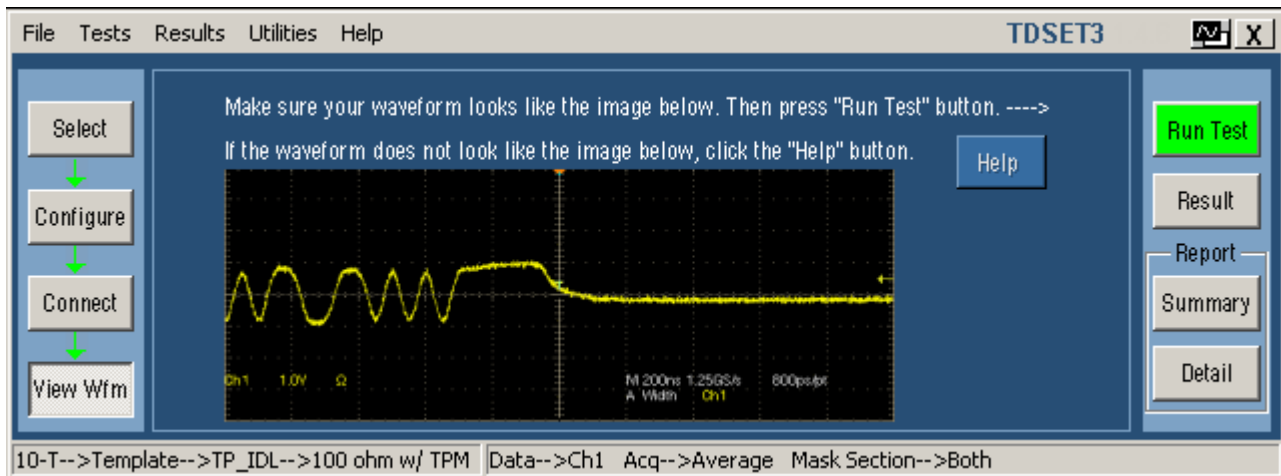 File Tests Results Utilities Help TDSET3 X
Select
Configure
Connect
View Wfm
Make sure your waveform looks like the image below. Then press "Run Test" button. ---->
If the waveform does not look like the image below, click the "Help" button.
Help
Ch1 1.0V Ω
M 200ns 1.25GS/s 800ps/pt
A Width Ch1
Run Test
Result
Report
Summary
Detail
10-T-->Template-->TP_IDL-->100 ohm w/ TPM Data-->Ch1 Acq-->Average Mask Section-->Both